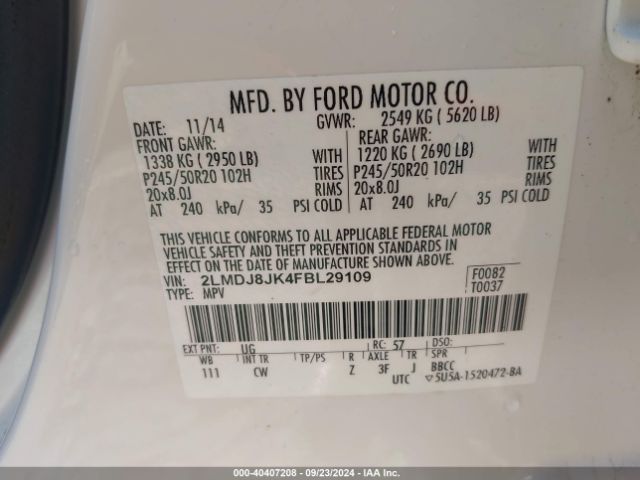 MFD. BY FORD MOTOR CO.
DATE: 11/14 GVWR: 2549 KG ( 5620 LB)
FRONT GAWR: REAR GAWR:
1338 KG ( 2950 LB) WITH 1220 KG ( 2690 LB) WITH
P245/50R20 102H TIRES P245/50R20 102H TIRES
20x8.0J RIMS 20x8.0J RIMS
AT 240 kPa/ 35 PSI COLD AT 240 kPa/ 35 PSI COLD
THIS VEHICLE CONFORMS TO ALL APPLICABLE FEDERAL MOTOR
VEHICLE SAFETY AND THEFT PREVENTION STANDARDS IN
EFFECT ON THE DATE OF MANUFACTURE SHOWN ABOVE.
VIN: 2LMDJ8JK4FBL29109 F0082
TYPE: MPV T0037
EXT PNT: UG RC: 57 DSO:
WB INT TR TP/PS R AXLE TR SPR
111 CW Z 3F J BBCC
UTC ▽5U5A-1520472-BA
000-40407208 - 09/23/2024 - IAA Inc.